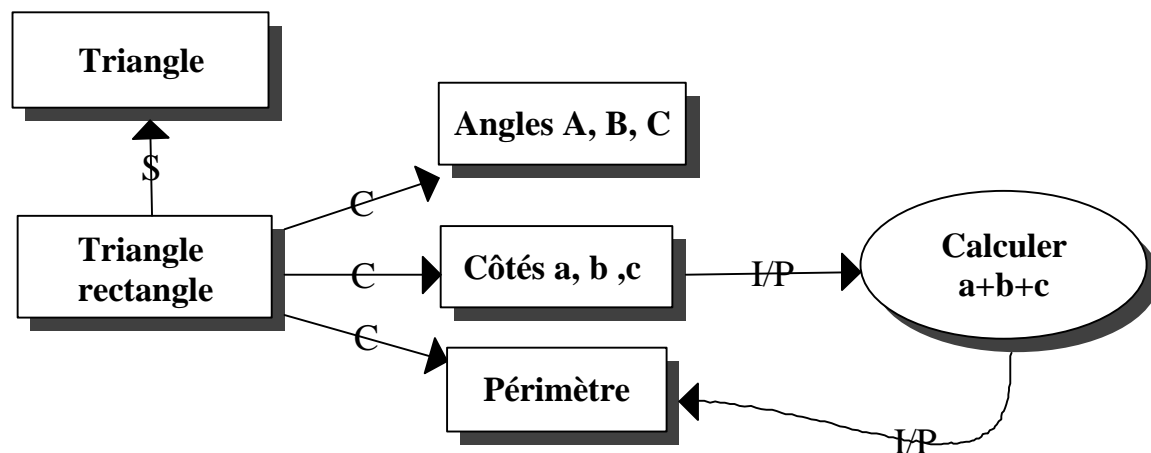 Triangle
Angles A, B, C
S
C
Triangle
rectangle
C
Côtés a, b ,c
I/P
Calculer
a+b+c
C
Périmètre
I/P